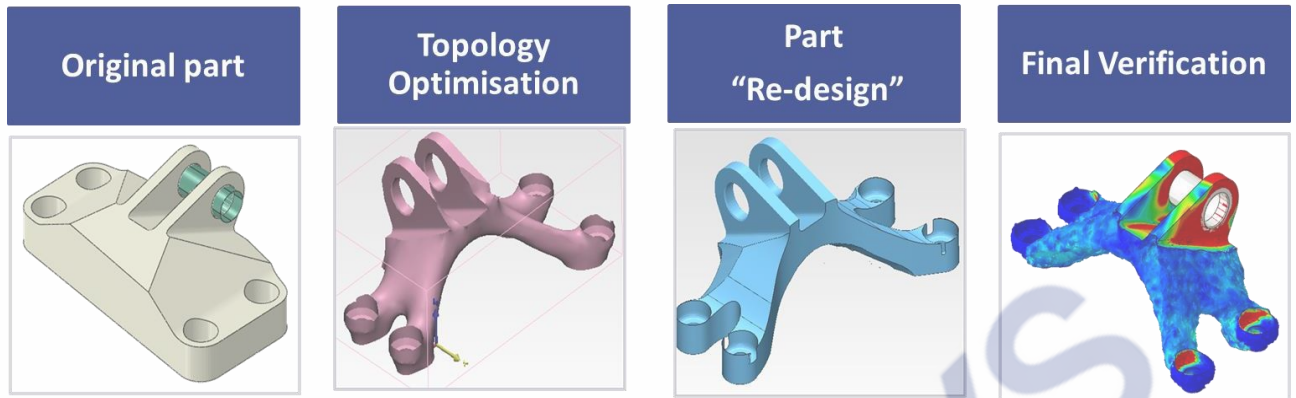 Original part
Topology
Optimisation
Part
“Re-design”
Final Verification